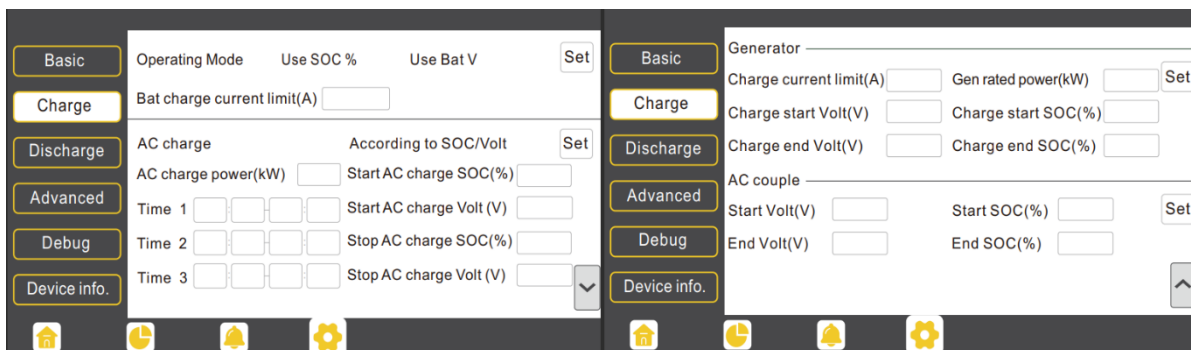 Basic
Charge
Discharge
Advanced
Debug
Device info.
Operating Mode Use SOC % Use Bat V Set
Bat charge current limit(A)
AC charge According to SOC/Volt Set
AC charge power(kW) Start AC charge SOC(%)
Time 1 : - : Start AC charge Volt (V)
Time 2 : - : Stop AC charge SOC(%)
Time 3 : - : Stop AC charge Volt (V)
Basic
Charge
Discharge
Advanced
Debug
Device info.
Generator
Charge current limit(A) Gen rated power(kW) Set
Charge start Volt(V) Charge start SOC(%)
Charge end Volt(V) Charge end SOC(%)
AC couple
Start Volt(V) Start SOC(%) Set
End Volt(V) End SOC(%)